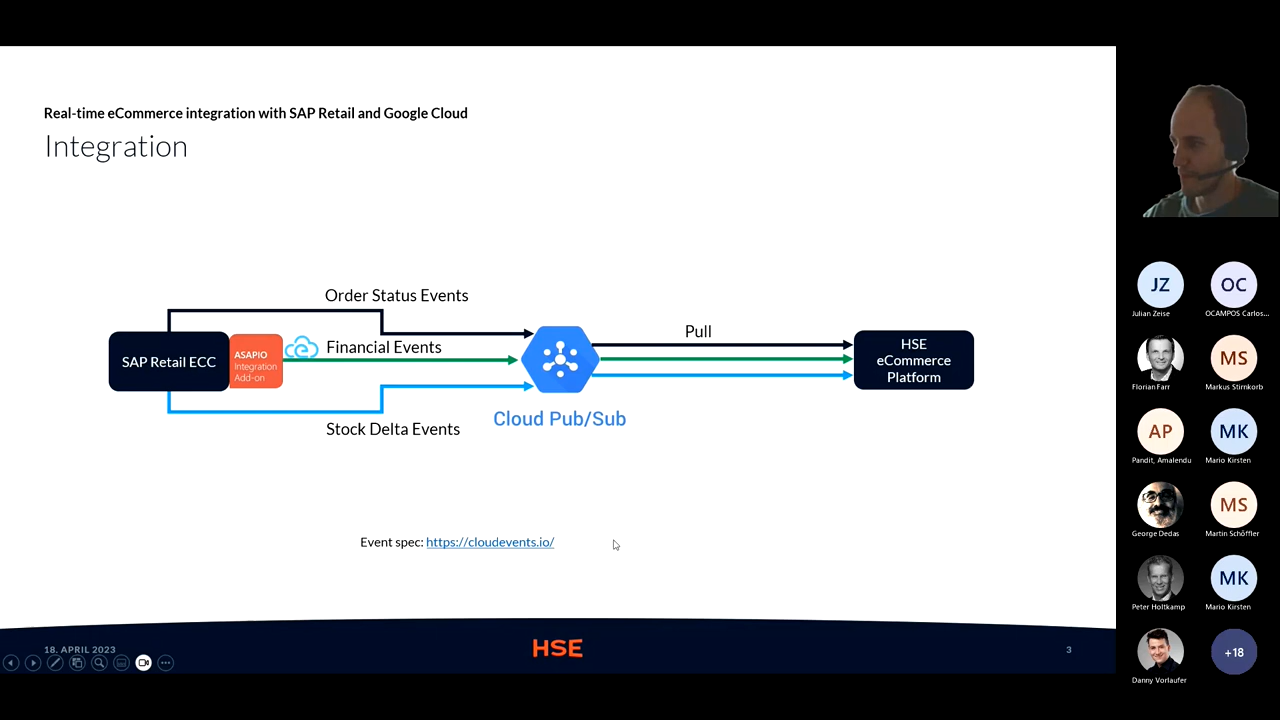 Real-time eCommerce integration with SAP Retail and Google Cloud
Integration
Order Status Events
SAP Retail ECC
ASAPIO
Integration
Add-on
Financial Events
Stock Delta Events
Cloud Pub/Sub
Pull
HSE
eCommerce
Platform
Event spec: https://cloudevents.io/
18. APRIL 2023
HSE
3
JZ
Julian Zeise
OC
OCAMPOS Carlos...
Florian Farr
MS
Markus Stirnkorb
AP
Pandit, Amalendu
MK
Mario Kirsten
George Dedas
MS
Martin Schöffler
Peter Holtkamp
MK
Mario Kirsten
Danny Vorlaufer
+18